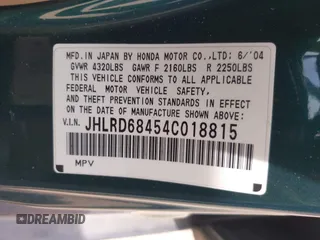 MFD. IN JAPAN BY HONDA MOTOR CO.,LTD: 6/'04
GVWR 4320LBS GAWR F 2160LBS R 2250LBS
THIS VEHICLE CONFORMS TO ALL APPLICABLE
FEDERAL MOTOR VEHICLE SAFETY,
AND THEFT PREVENTION STANDARDS IN EFFECT
ON THE DATE OF MANUFACTURE SHOWN ABOVE.
V.I.N. JHLRD68454C018815
MPV
DREAMBID